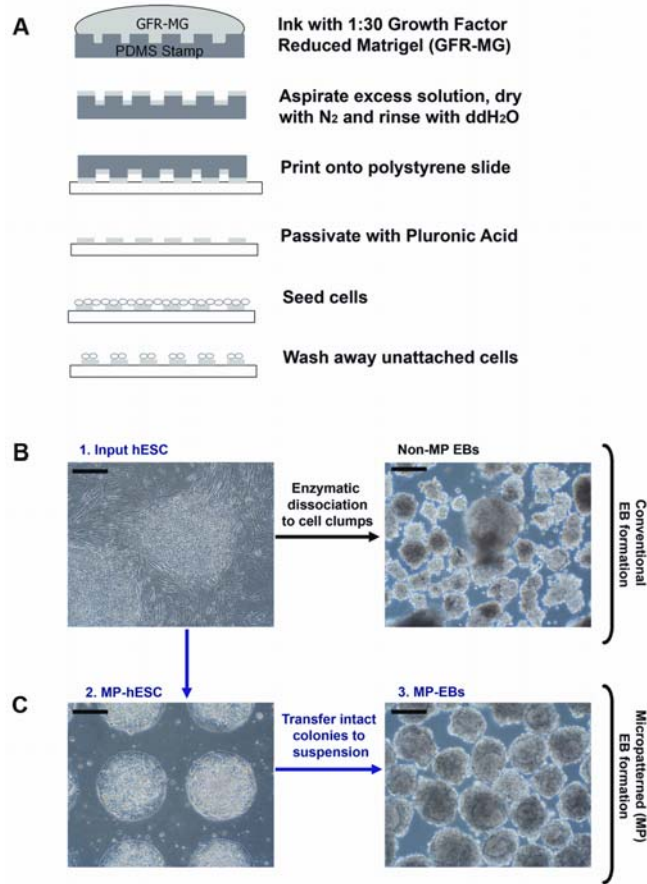 A
GFR-MG
PDMS Stamp
Ink with 1:30 Growth Factor
Reduced Matrigel (GFR-MG)
Aspirate excess solution, dry
with N2 and rinse with ddH2O
Print onto polystyrene slide
Passivate with Pluronic Acid
Seed cells
Wash away unattached cells
B
1. Input hESC
Enzymatic
dissociation
to cell clumps
Non-MP EBs
Conventional
EB formation
C
2. MP-hESC
Transfer intact
colonies to
suspension
3. MP-EBs
Micropatterned (MP)
EB formation